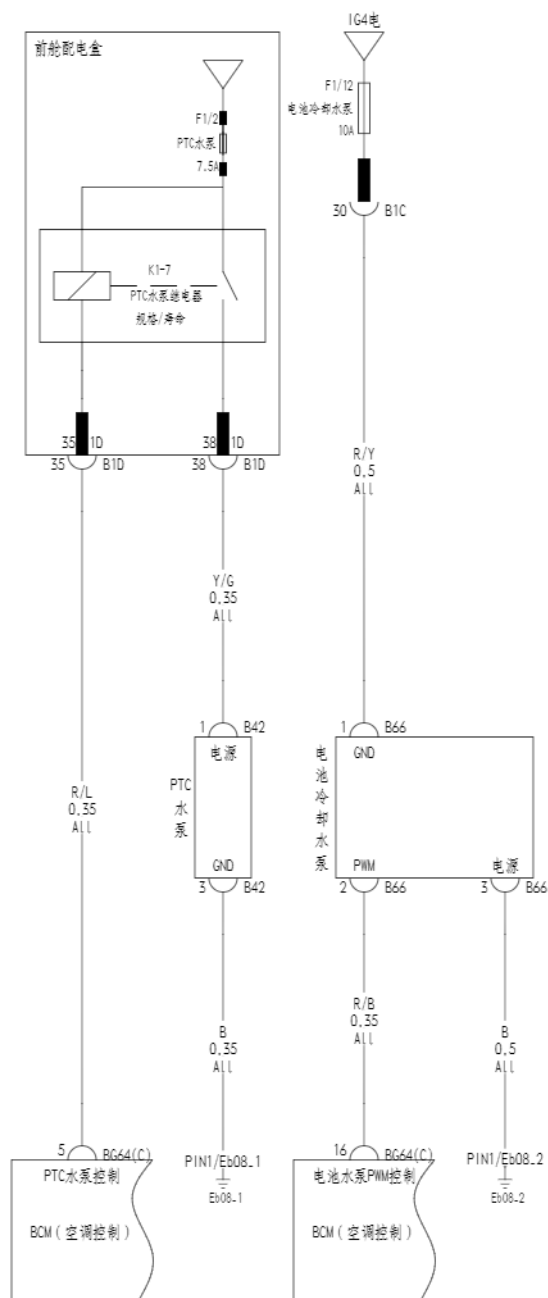 前舱配电盒
F1/2
PTC水泵
7.5A
K1-7
PTC水泵继电器
规格/寿命
35 1D
38 1D
35 B1D
38 B1D
IG4电
F1/12
电池冷却水泵
10A
30 B1C
R/Y
0.5
All
Y/G
0.35
All
R/L
0.35
All
1 B42
电源
PTC水泵
GND
3 B42
1 B66
GND
电池冷却水泵
PWM
电源
2 B66
3 B66
B
0.35
All
R/B
0.35
All
B
0.5
All
5 BG64(C)
PTC水泵控制
BCM(空调控制)
PIN1/Eb08_1
Eb08-1
16 BG64(C)
电池水泵PWM控制
BCM(空调控制)
PIN1/Eb08_2
Eb08-2